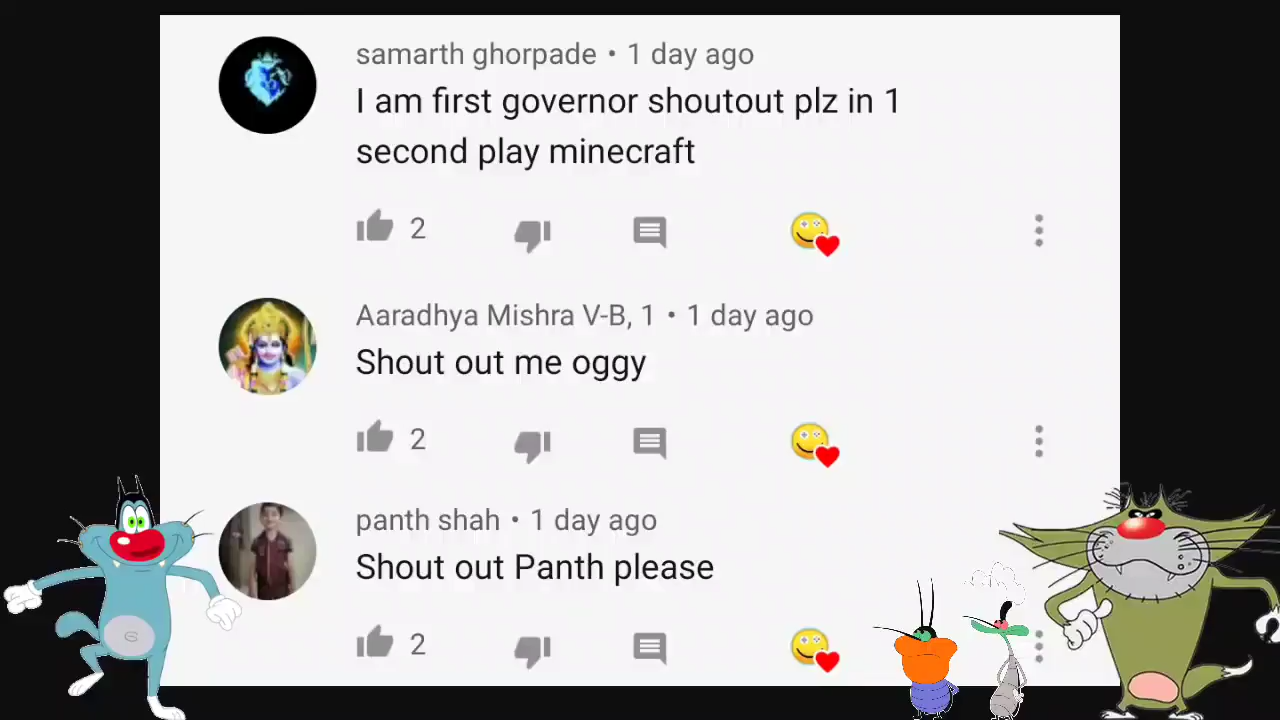 samarth ghorpade • 1 day ago
I am first governor shoutout plz in 1
second play minecraft
2
Aaradhya Mishra V-B, 1 • 1 day ago
Shout out me oggy
2
panth shah • 1 day ago
Shout out Panth please
2